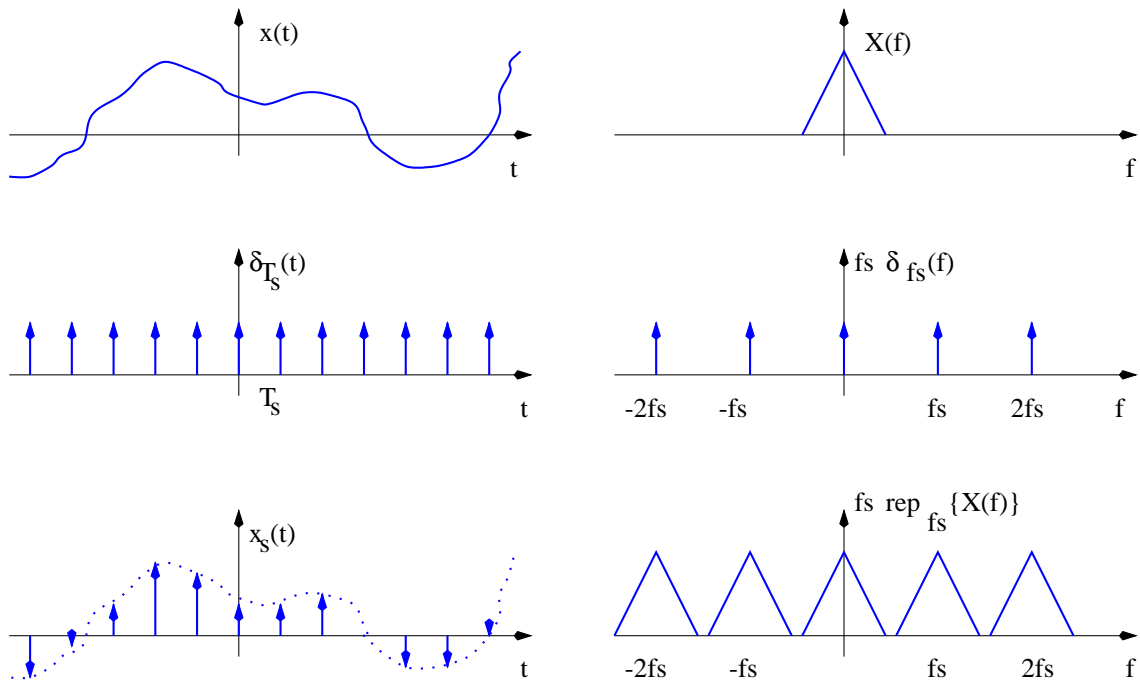 x(t)
t
X(f)
f
δTs(t)
Ts
t
fs δfs(f)
-2fs -fs fs 2fs f
xs(t)
t
fs repfs{X(f)}
-2fs -fs fs 2fs f